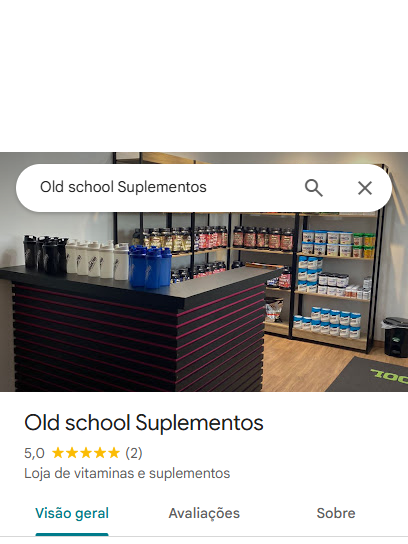 Old school Suplementos
Old school Suplementos
5,0 (2)
Loja de vitaminas e suplementos
Visão geral
Avaliações
Sobre